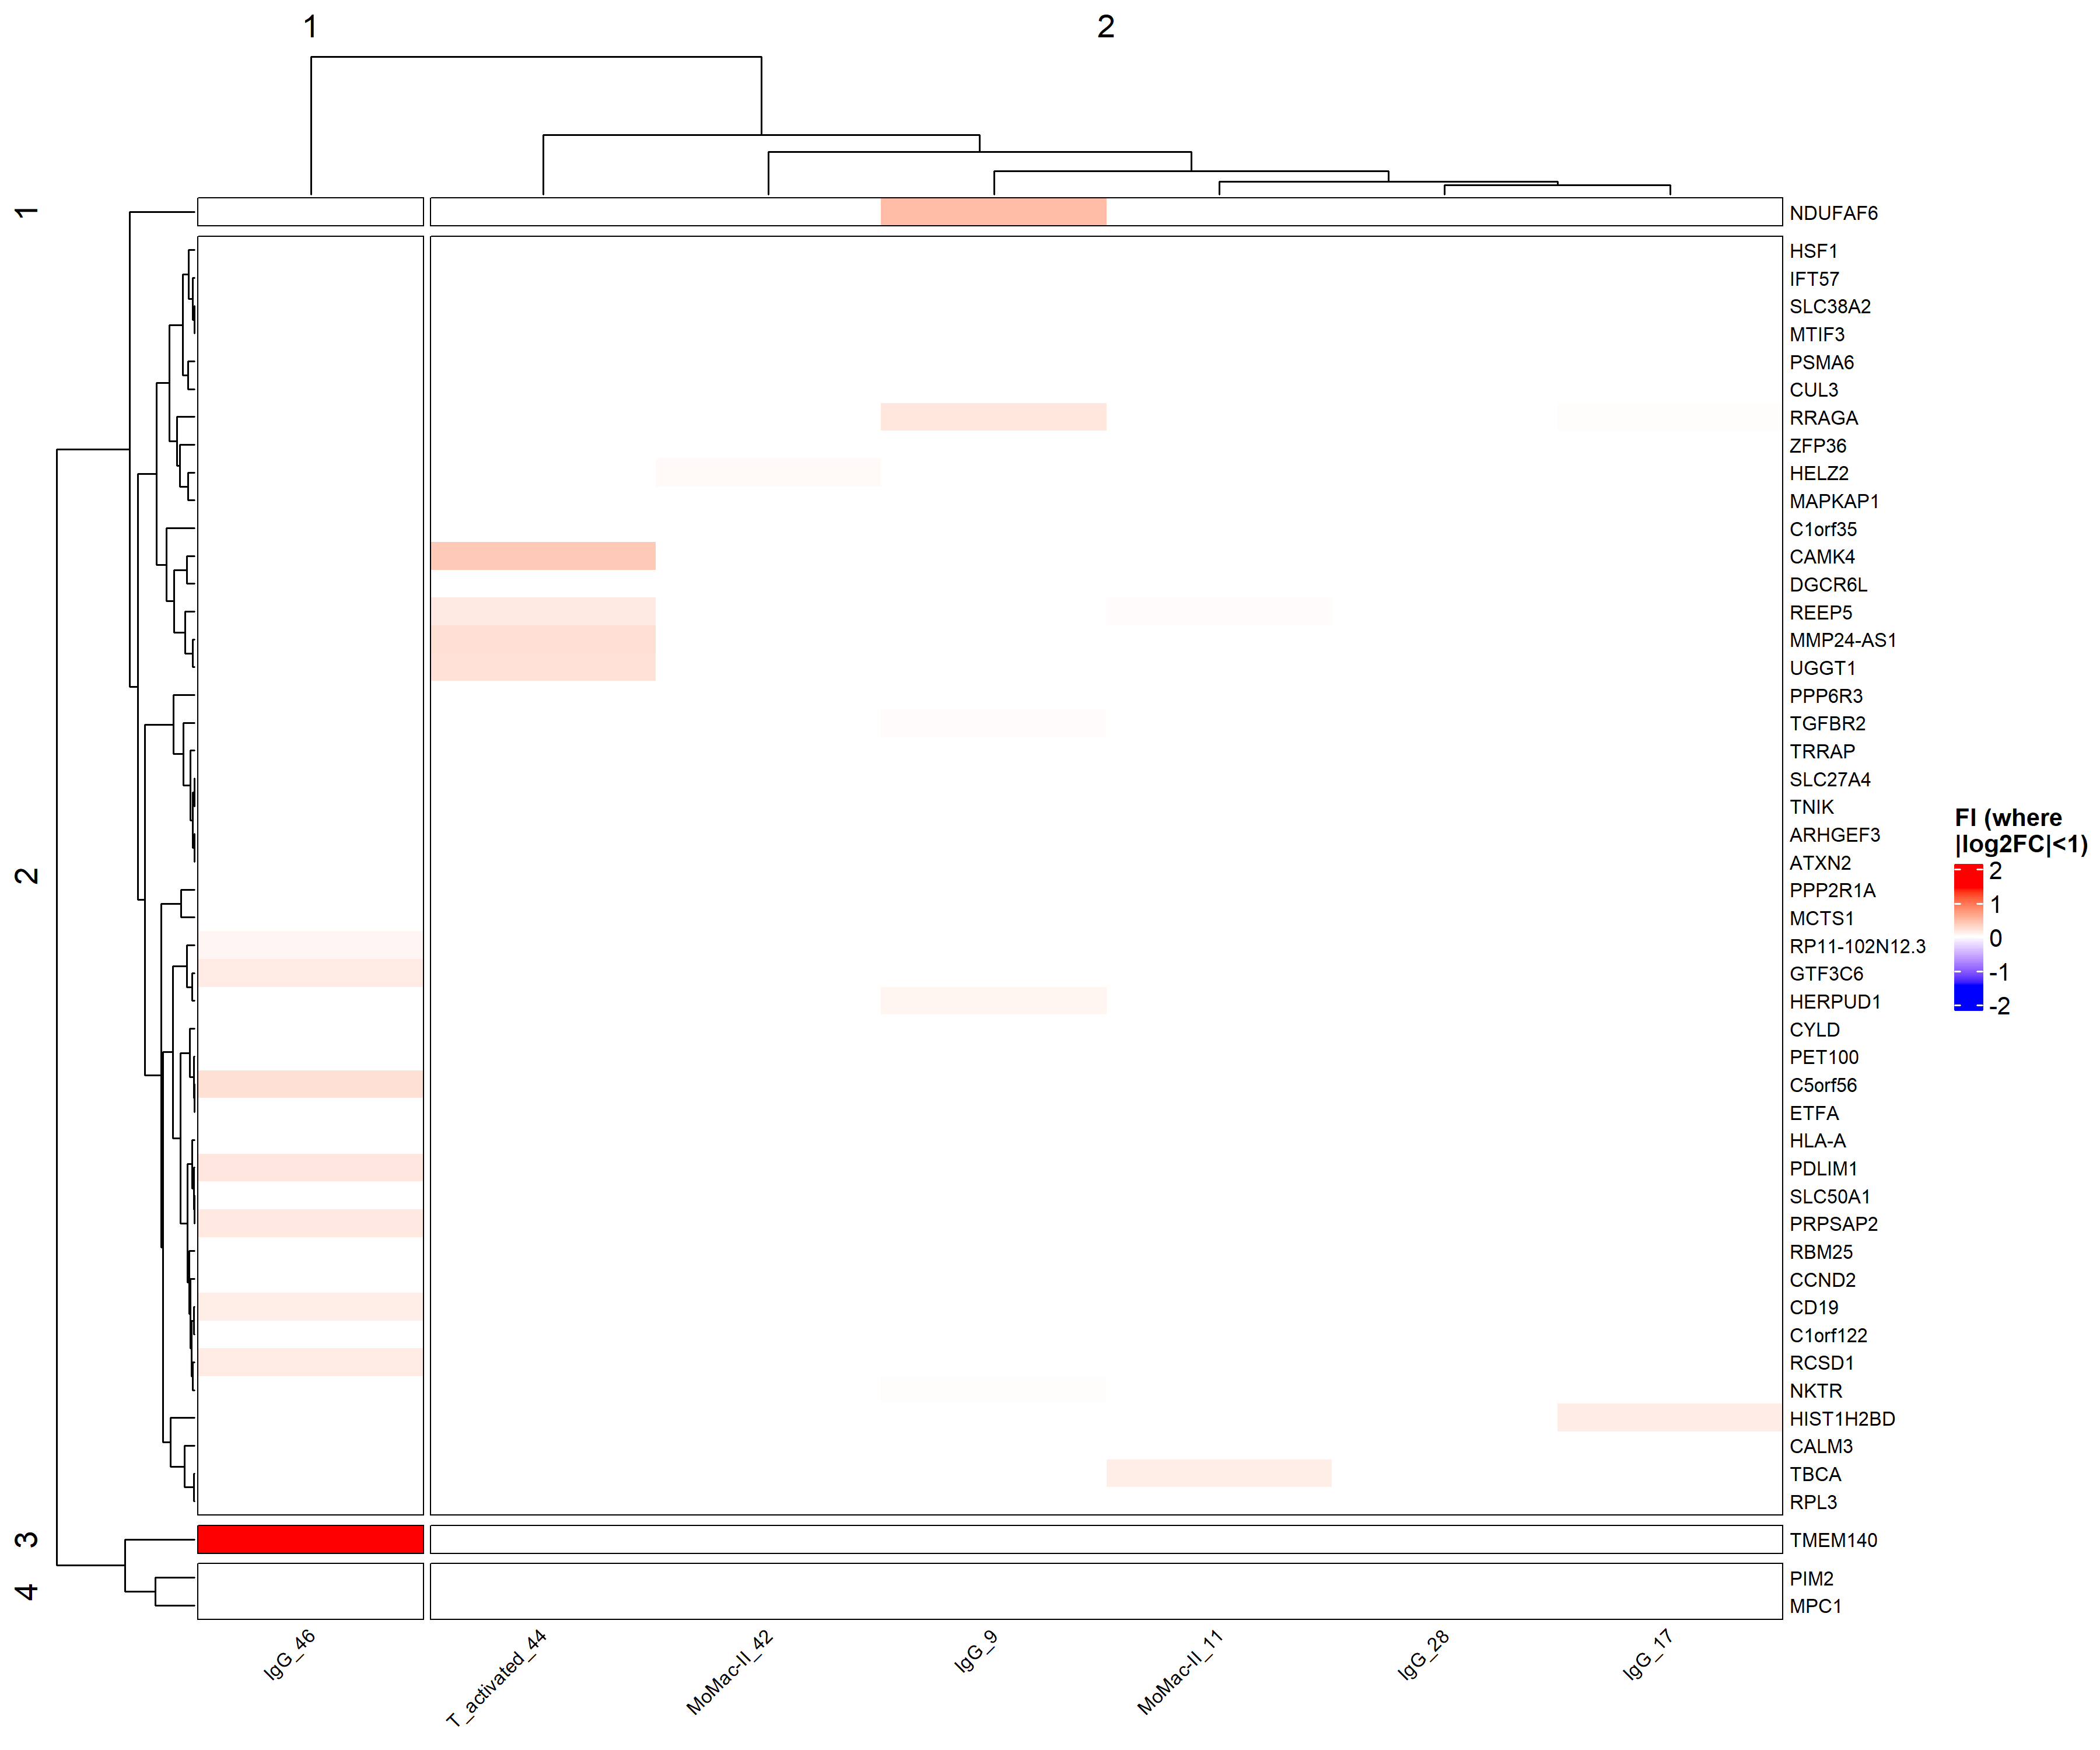 1
2
1
2
3
4
NDUFAF6
HSF1
IFT57
SLC38A2
MTIF3
PSMA6
CUL3
RRAGA
ZFP36
HELZ2
MAPKAP1
C1orf35
CAMK4
DGCR6L
REEP5
MMP24-AS1
UGGT1
PPP6R3
TGFBR2
TRRAP
SLC27A4
TNIK
ARHGEF3
ATXN2
PPP2R1A
MCTS1
RP11-102N12.3
GTF3C6
HERPUD1
CYLD
PET100
C5orf56
ETFA
HLA-A
PDLIM1
SLC50A1
PRPSAP2
RBM25
CCND2
CD19
C1orf122
RCSD1
NKTR
HIST1H2BD
CALM3
TBCA
RPL3
TMEM140
PIM2
MPC1
FI (where
|log2FC|<1)
2
1
0
-1
-2
IgG_46
T_activated_44
MoMac-II_42
IgG_9
MoMac-II_11
IgG_28
IgG_17